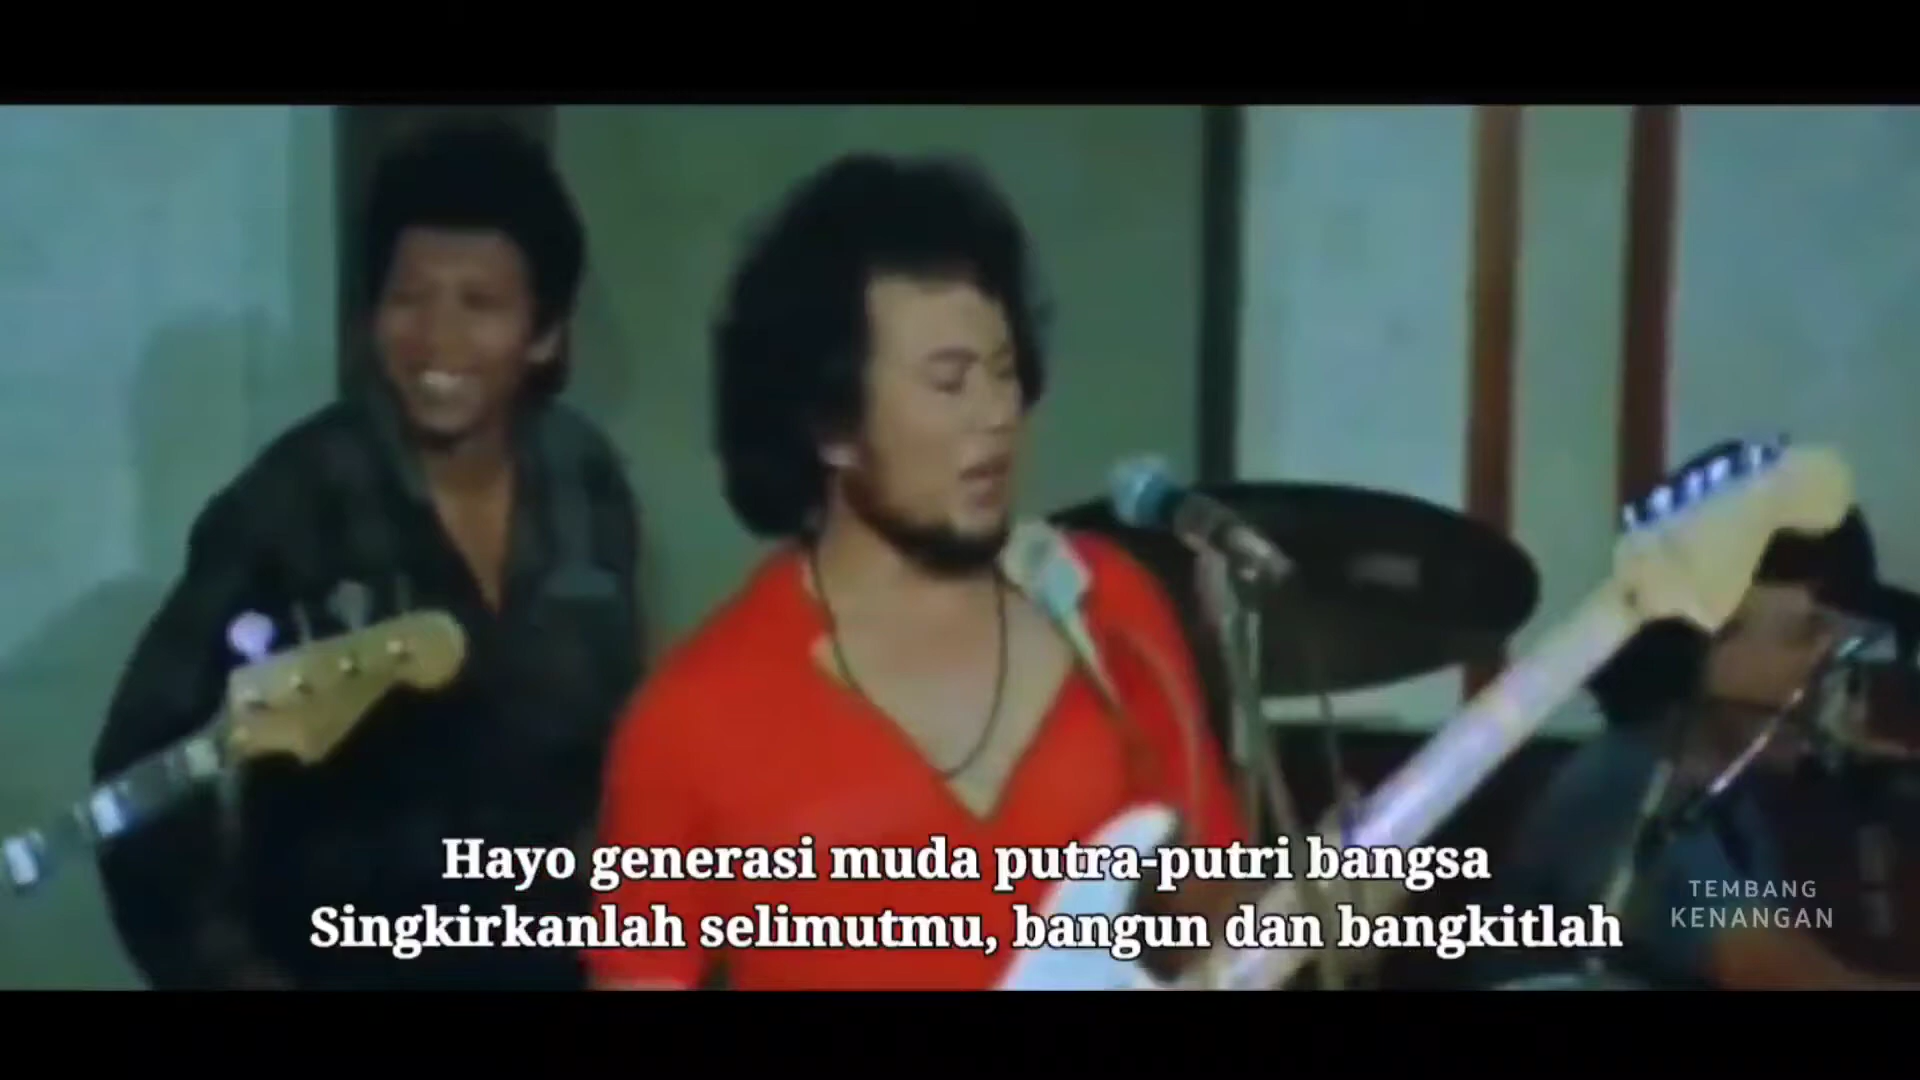 Hayo generasi muda putra-putri bangsa
Singkirkanlah selimutmu, bangun dan bangkitlah
TEMBANG
KENANGAN